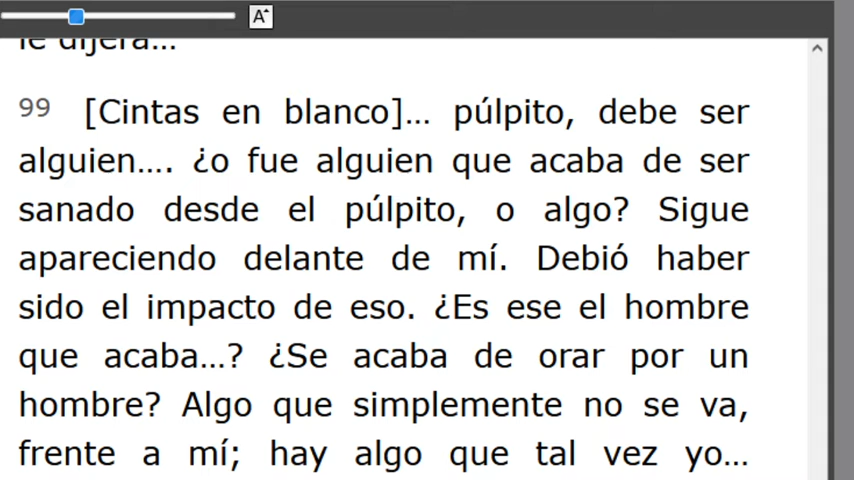 A
le dijera...
99 [Cintas en blanco]... púlpito, debe ser
alguien.... ¿o fue alguien que acaba de ser
sanado desde el púlpito, o algo? Sigue
apareciendo delante de mí. Debió haber
sido el impacto de eso. ¿Es ese el hombre
que acaba...? ¿Se acaba de orar por un
hombre? Algo que simplemente no se va,
frente a mí; hay algo que tal vez yo...